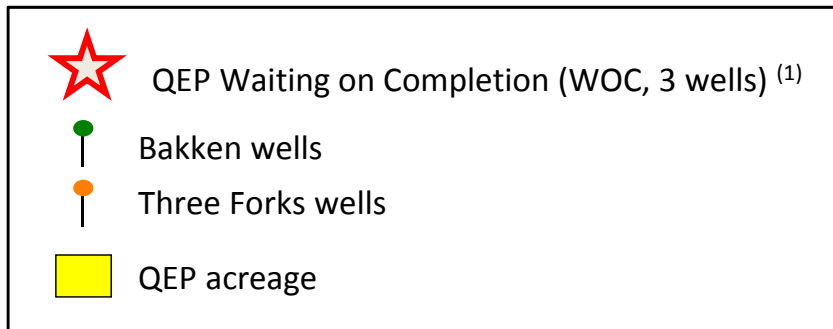 QEP Waiting on Completion (WOC, 3 wells) (1)
Bakken wells
Three Forks wells
QEP acreage